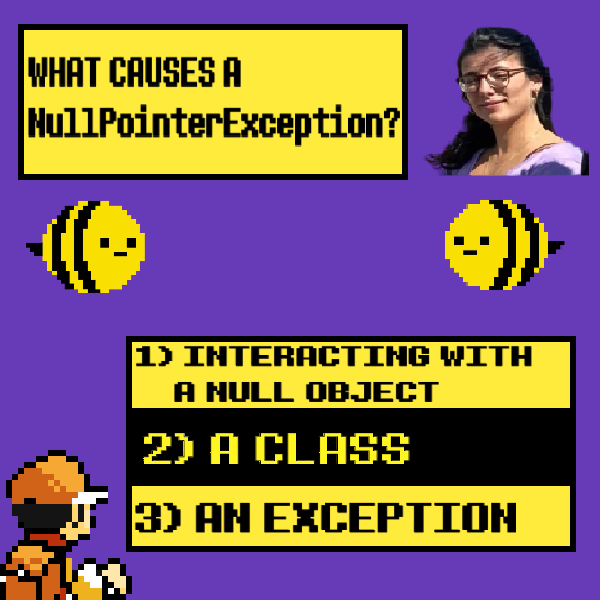 WHAT CAUSES A
NullPointerException?
1) INTERACTING WITH
A NULL OBJECT
2) A CLASS
3) AN EXCEPTION